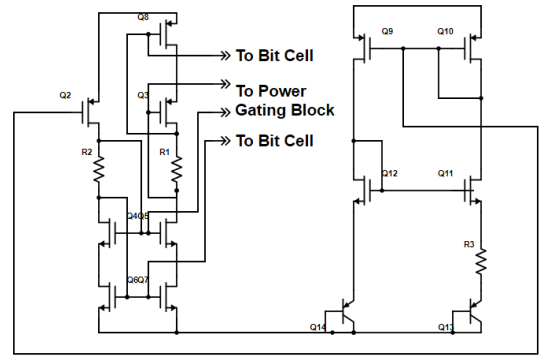 Q8
Q9
Q10
To Bit Cell
Q2
Q3
To Power
Gating Block
To Bit Cell
R2
R1
Q12
Q11
Q4Q5
R3
Q6Q7
Q14
Q13